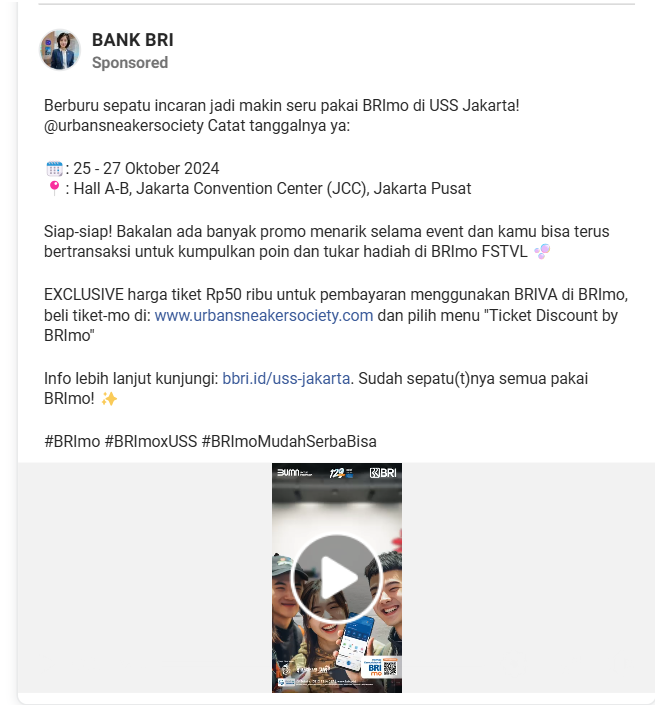 BANK BRI
Sponsored
Berburu sepatu incaran jadi makin seru pakai BRImo di USS Jakarta!
@urbansneakersociety Catat tanggalnya ya:
: 25 - 27 Oktober 2024
: Hall A-B, Jakarta Convention Center (JCC), Jakarta Pusat
Siap-siap! Bakalan ada banyak promo menarik selama event dan kamu bisa terus
bertransaksi untuk kumpulkan poin dan tukar hadiah di BRImo FSTVL
EXCLUSIVE harga tiket Rp50 ribu untuk pembayaran menggunakan BRIVA di BRImo,
beli tiket-mo di: www.urbansneakersociety.com dan pilih menu "Ticket Discount by
BRImo"
Info lebih lanjut kunjungi: bbri.id/uss-jakarta. Sudah sepatu(t)nya semua pakai
BRImo! ✨
#BRImo #BRImoxUSS #BRImoMudahSerbaBisa
BUMN
129
BRI
BRI
mo